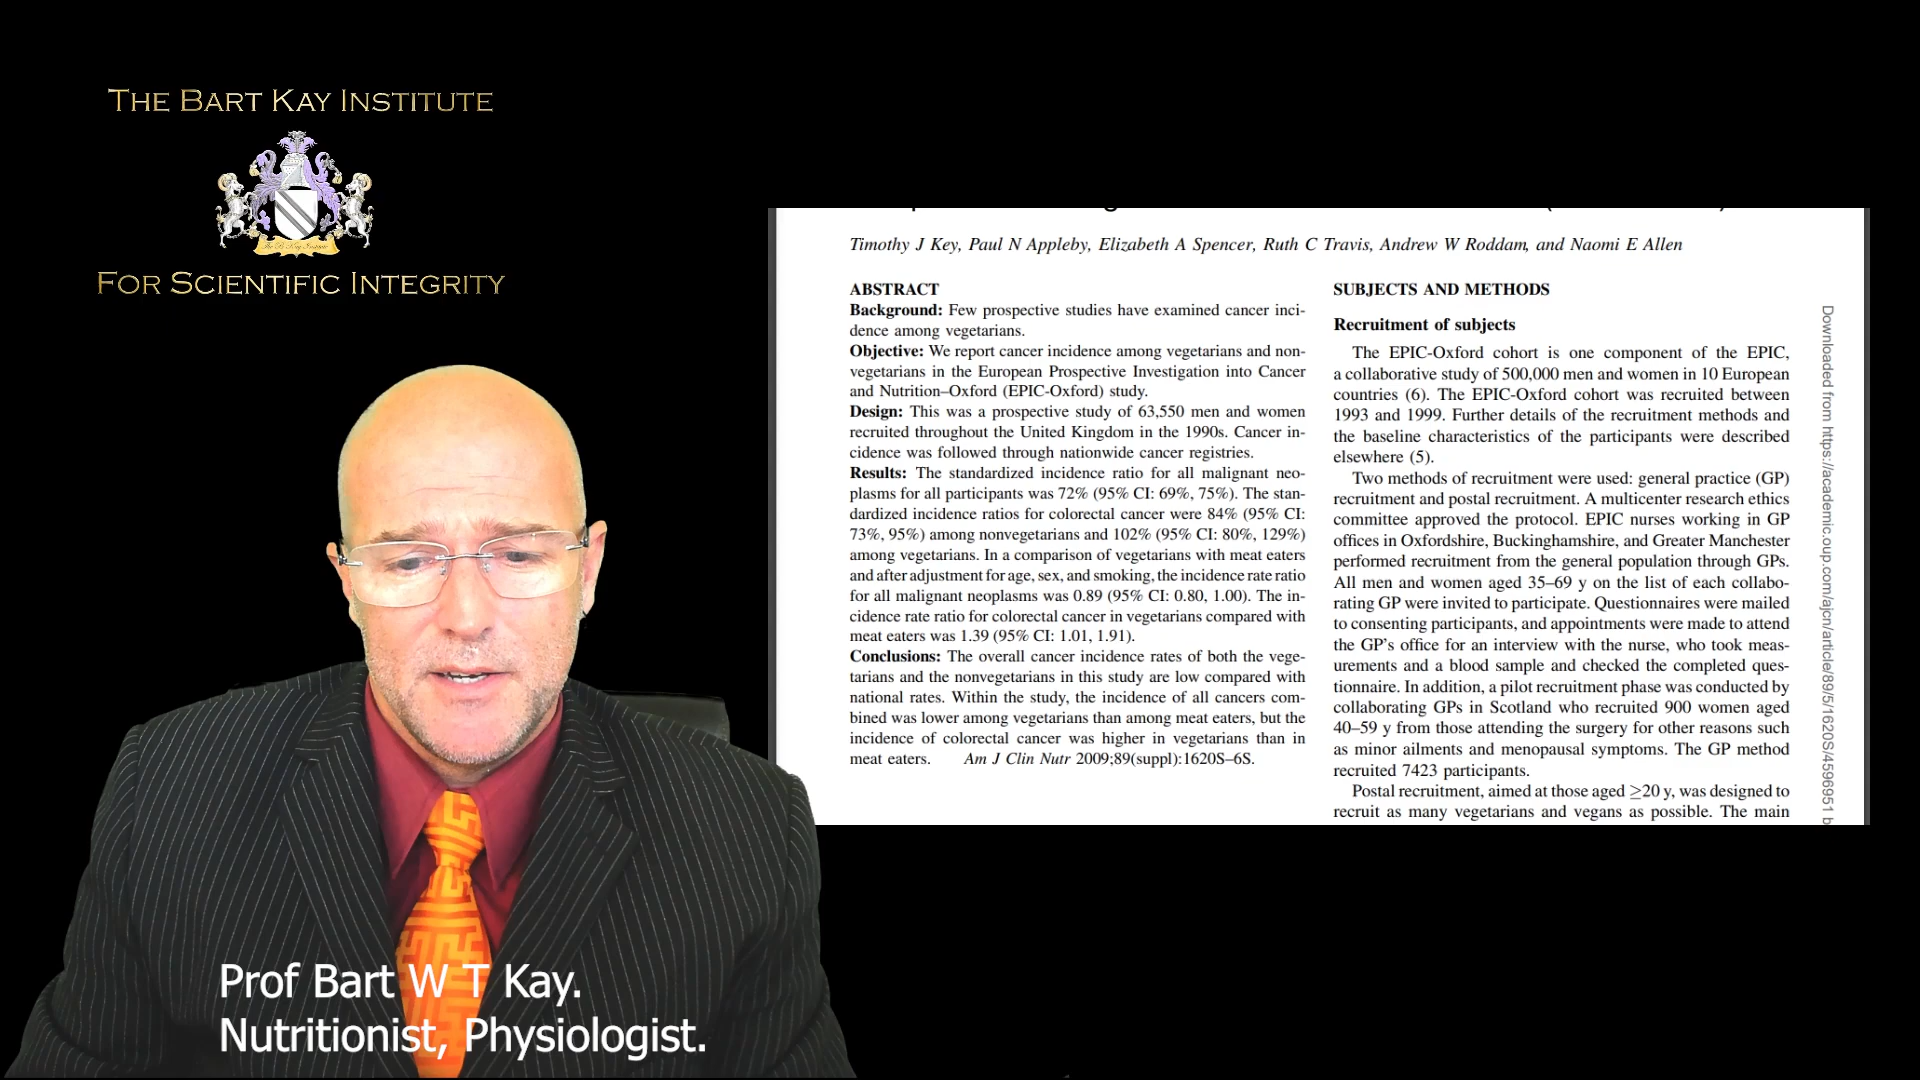 THE BART KAY INSTITUTE
The B Kay Institute
FOR SCIENTIFIC INTEGRITY
Timothy J Key, Paul N Appleby, Elizabeth A Spencer, Ruth C Travis, Andrew W Roddam, and Naomi E Allen
ABSTRACT
Background: Few prospective studies have examined cancer inci-
dence among vegetarians.
Objective: We report cancer incidence among vegetarians and non-
vegetarians in the European Prospective Investigation into Cancer
and Nutrition–Oxford (EPIC-Oxford) study.
Design: This was a prospective study of 63,550 men and women
recruited throughout the United Kingdom in the 1990s. Cancer in-
cidence was followed through nationwide cancer registries.
Results: The standardized incidence ratio for all malignant neo-
plasms for all participants was 72% (95% CI: 69%, 75%). The stan-
dardized incidence ratios for colorectal cancer were 84% (95% CI:
73%, 95%) among nonvegetarians and 102% (95% CI: 80%, 129%)
among vegetarians. In a comparison of vegetarians with meat eaters
and after adjustment for age, sex, and smoking, the incidence rate ratio
for all malignant neoplasms was 0.89 (95% CI: 0.80, 1.00). The in-
cidence rate ratio for colorectal cancer in vegetarians compared with
meat eaters was 1.39 (95% CI: 1.01, 1.91).
Conclusions: The overall cancer incidence rates of both the vege-
tarians and the nonvegetarians in this study are low compared with
national rates. Within the study, the incidence of all cancers com-
bined was lower among vegetarians than among meat eaters, but the
incidence of colorectal cancer was higher in vegetarians than in
meat eaters. Am J Clin Nutr 2009;89(suppl):1620S–6S.
SUBJECTS AND METHODS
Recruitment of subjects
The EPIC-Oxford cohort is one component of the EPIC,
a collaborative study of 500,000 men and women in 10 European
countries (6). The EPIC-Oxford cohort was recruited between
1993 and 1999. Further details of the recruitment methods and
the baseline characteristics of the participants were described
elsewhere (5).
Two methods of recruitment were used: general practice (GP)
recruitment and postal recruitment. A multicenter research ethics
committee approved the protocol. EPIC nurses working in GP
offices in Oxfordshire, Buckinghamshire, and Greater Manchester
performed recruitment from the general population through GPs.
All men and women aged 35–69 y on the list of each collabo-
rating GP were invited to participate. Questionnaires were mailed
to consenting participants, and appointments were made to attend
the GP's office for an interview with the nurse, who took meas-
urements and a blood sample and checked the completed ques-
tionnaire. In addition, a pilot recruitment phase was conducted by
collaborating GPs in Scotland who recruited 900 women aged
40–59 y from those attending the surgery for other reasons such
as minor ailments and menopausal symptoms. The GP method
recruited 7423 participants.
Postal recruitment, aimed at those aged ≥20 y, was designed to
recruit as many vegetarians and vegans as possible. The main
Downloaded from https://academic.oup.com/ajcn/article/89/5/1620S/4596951 b
Prof Bart W T Kay.
Nutritionist, Physiologist.